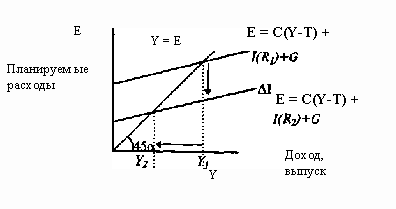 E
Y = E
E = C(Y-T) +
I(R₁)+G
Планируем ые
расходы
ΔI
E = C(Y-T) +
I(R₂)+G
45o
Y₂
Y₁
Y
Доход,
выпуск